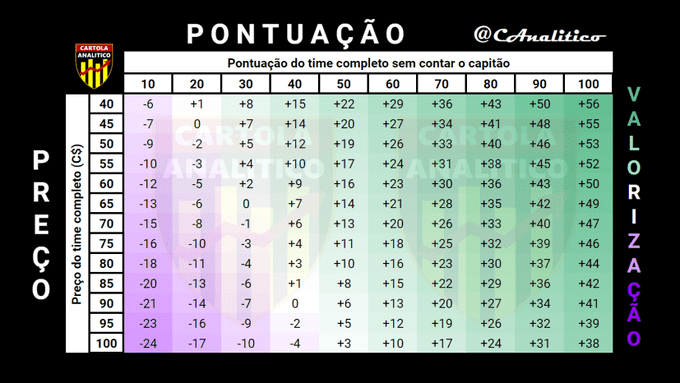 PONTUAÇÃO
@CAnalitico
CARTOLA
ANALITICO
Pontuação do time completo sem contar o capitão
10 20 30 40 50 60 70 80 90 100
PREÇO
Preço do time completo (C$)
40 -6 +1 +8 +15 +22 +29 +36 +43 +50 +56
45 -7 0 +7 +14 +20 +27 +34 +41 +48 +55
50 -9 -2 +5 +12 +19 +26 +33 +40 +46 +53
55 -10 -3 +4 +10 +17 +24 +31 +38 +45 +52
60 -12 -5 +2 +9 +16 +23 +30 +36 +43 +50
65 -13 -6 0 +7 +14 +21 +28 +35 +42 +49
70 -15 -8 -1 +6 +13 +20 +26 +33 +40 +47
75 -16 -10 -3 +4 +11 +18 +25 +32 +39 +46
80 -18 -11 -4 +3 +10 +16 +23 +30 +37 +44
85 -20 -13 -6 +1 +8 +15 +22 +29 +36 +42
90 -21 -14 -7 0 +6 +13 +20 +27 +34 +41
95 -23 -16 -9 -2 +5 +12 +19 +26 +32 +39
100 -24 -17 -10 -4 +3 +10 +17 +24 +31 +38
VALORIZAÇÃO
CARTOLA
ANALITICO
CARTOLA
ANALITICO